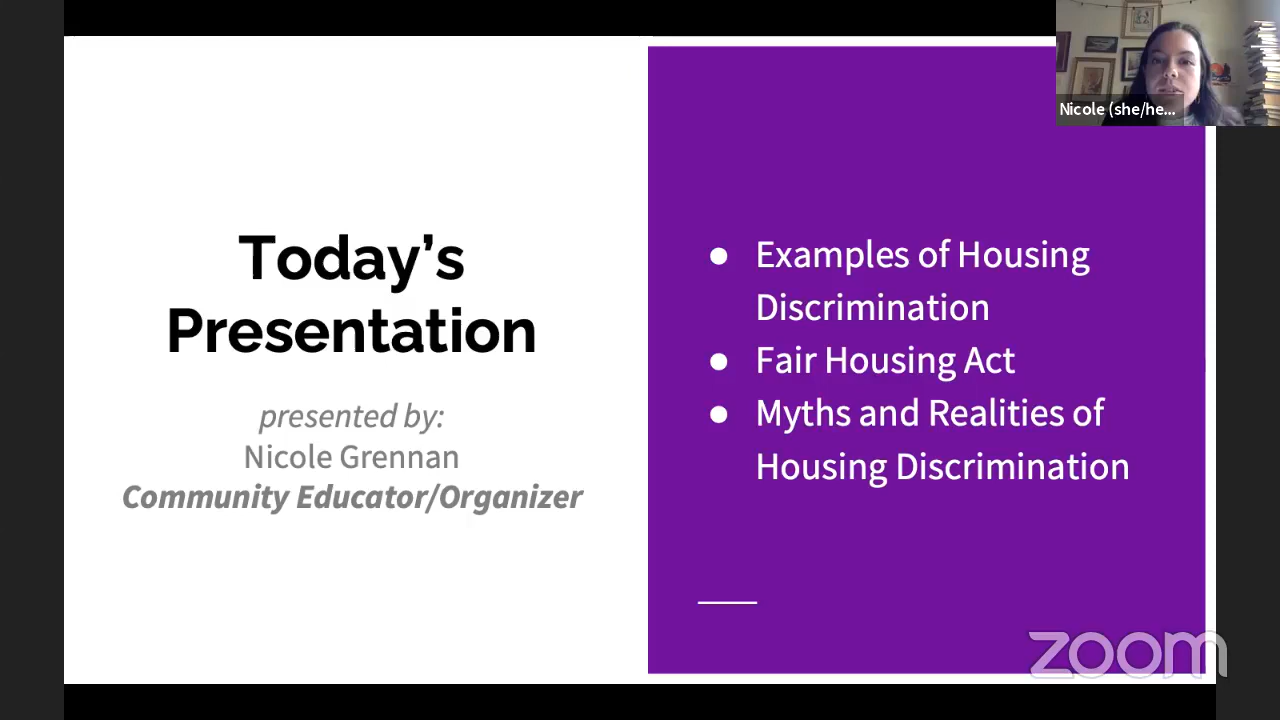 Today’s
Presentation
presented by:
Nicole Grennan
Community Educator/Organizer
● Examples of Housing
Discrimination
● Fair Housing Act
● Myths and Realities of
Housing Discrimination
Nicole (she/he...
zoom